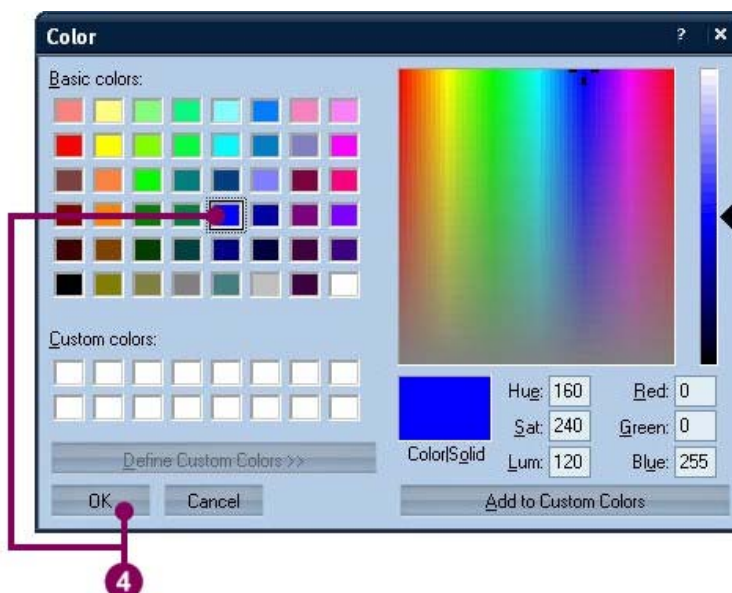 Color
? ×
Basic colors:
Custom colors:
Define Custom Colors >>
OK Cancel
Color|Solid
Hue: 160 Red: 0
Sat: 240 Green: 0
Lum: 120 Blue: 255
Add to Custom Colors
4